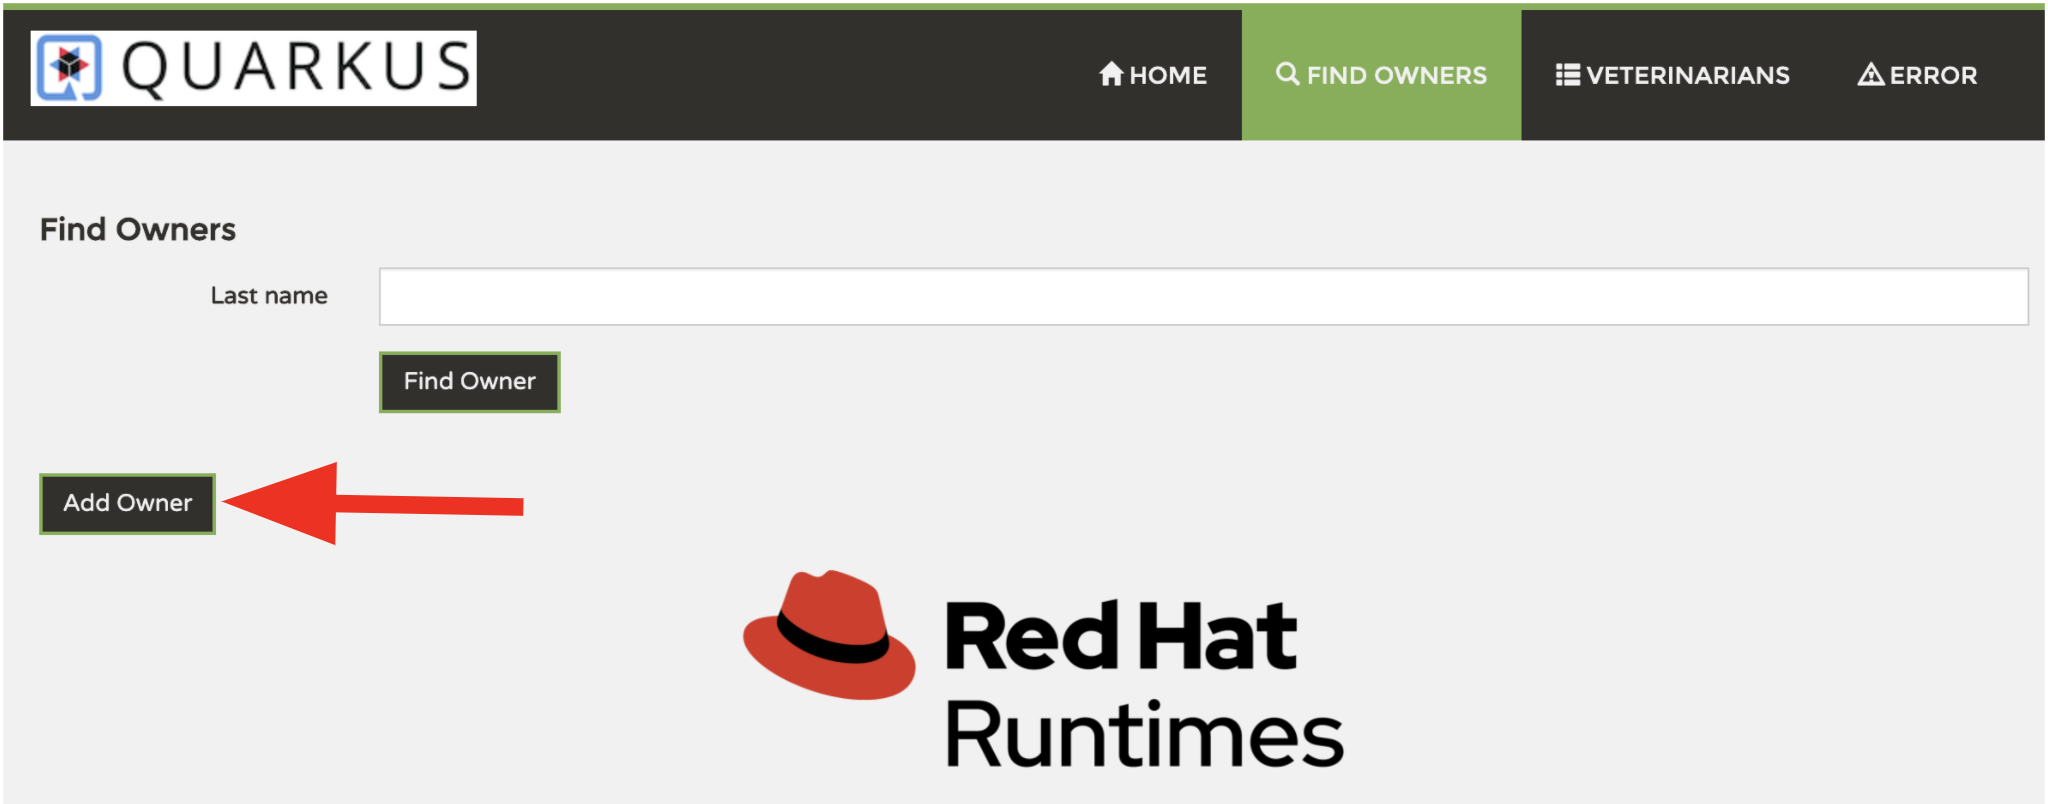 QUARKUS
HOME
FIND OWNERS
VETERINARIANS
ERROR
Find Owners
Last name
Find Owner
Add Owner
Red Hat
Runtimes